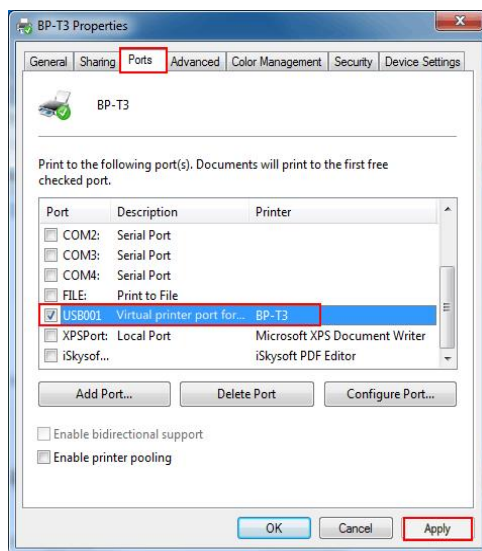 BP-T3 Properties
General Sharing Ports Advanced Color Management Security Device Settings
BP-T3
Print to the following port(s). Documents will print to the first free
checked port.
Port Description Printer
COM2: Serial Port
COM3: Serial Port
COM4: Serial Port
FILE: Print to File
USB001 Virtual printer port for... BP-T3
XPSPort: Local Port Microsoft XPS Document Writer
iSkysof... iSkysoft PDF Editor
Add Port... Delete Port Configure Port...
Enable bidirectional support
Enable printer pooling
OK Cancel Apply